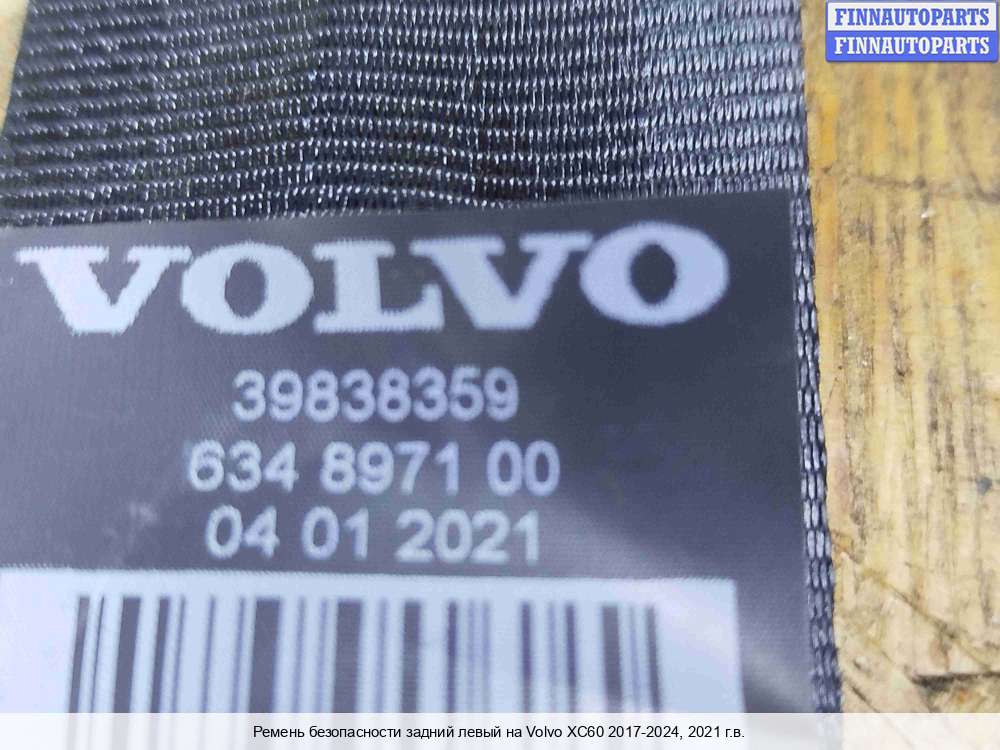 FINNAUTOPARTS
FINNAUTOPARTS
VOLVO
39838359
634 8971 00
04 01 2021
Ремень безопасности задний левый на Volvo XC60 2017-2024, 2021 г.в.